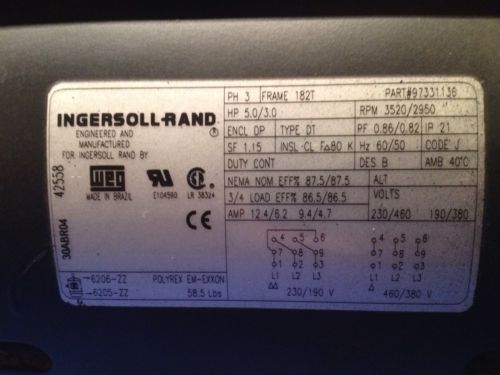 INGERSOLL-RAND
ENGINEERED AND
MANUFACTURED
FOR INGERSOLL RAND BY
WEG
MADE IN BRAZIL
E104590
LR 38324
CE
42558
30ABR04
6206-ZZ
6205-ZZ
POLYREX EM-EXXON
58.5 Lbs
PH 3 FRAME 182T PART#97331136
HP 5.0/3.0 RPM 3520/2950
ENCL DP TYPE DT PF 0.86/0.82 IP 21
SF 1.15 INSL.CL F△80 K Hz 60/50 CODE J
DUTY CONT DES B AMB 40°C
NEMA NOM EFF% 87.5/87.5 ALT
3/4 LOAD EFF% 86.5/86.5 VOLTS
AMP 12.4/6.2 9.4/4.7 230/460 190/380
4 5 6 4 5 6
7 8 9 7 8 9
1 2 3 1 2 3
L1 L2 L3 L1 L2 L3
△△ 230/190 V △ 460/380 V